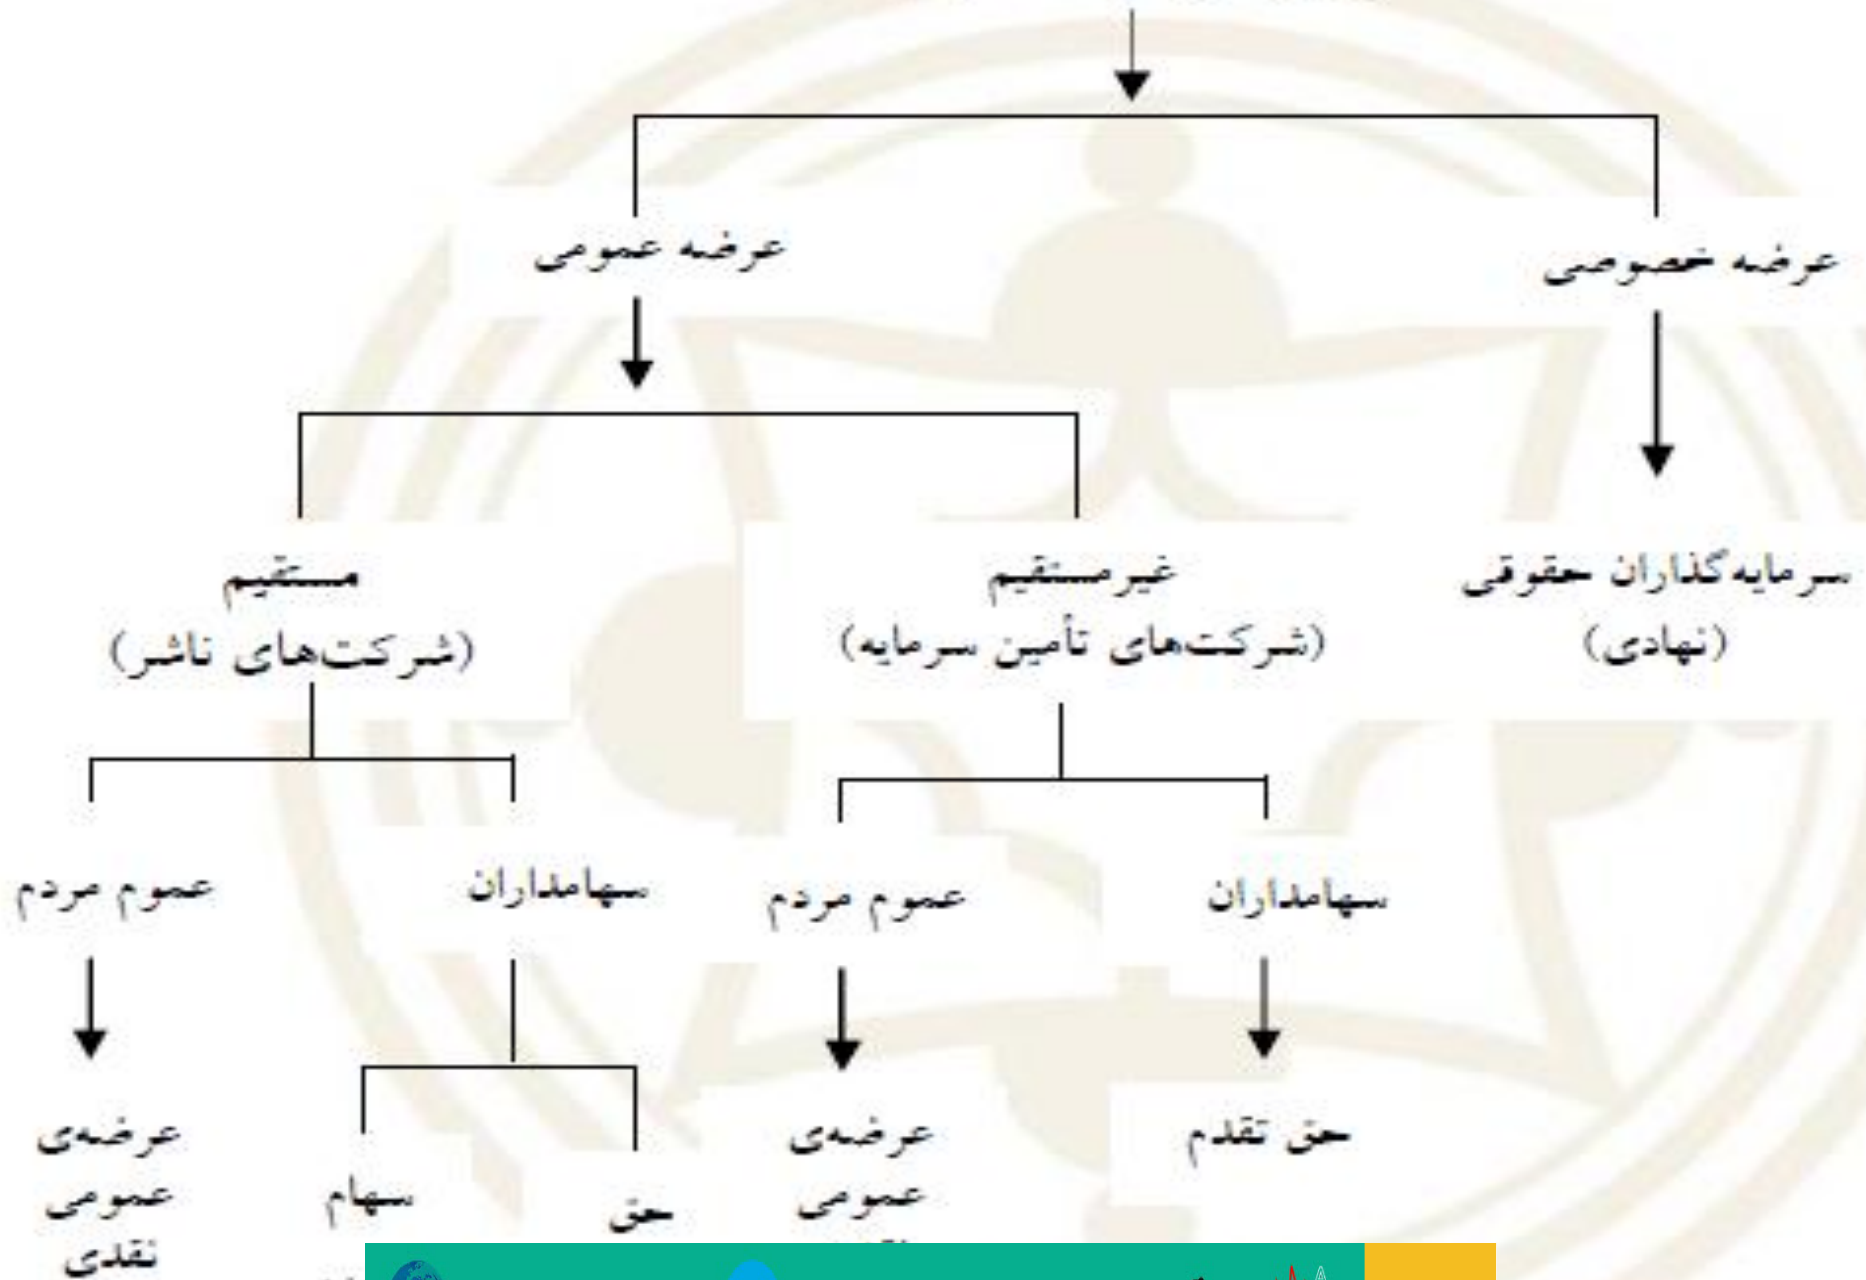 عرضه خصوصی
عرضه عمومی
سرمایه‌گذاران حقوقی
(نهادی)
غیرمستقیم
(شرکت‌های تأمین سرمایه)
مستقیم
(شرکت‌های ناشر)
سهامداران
عموم مردم
سهامداران
عموم مردم
حق تقدم
عرضه‌ی
عمومی
حق
سهام
عرضه‌ی
عمومی
نقدی